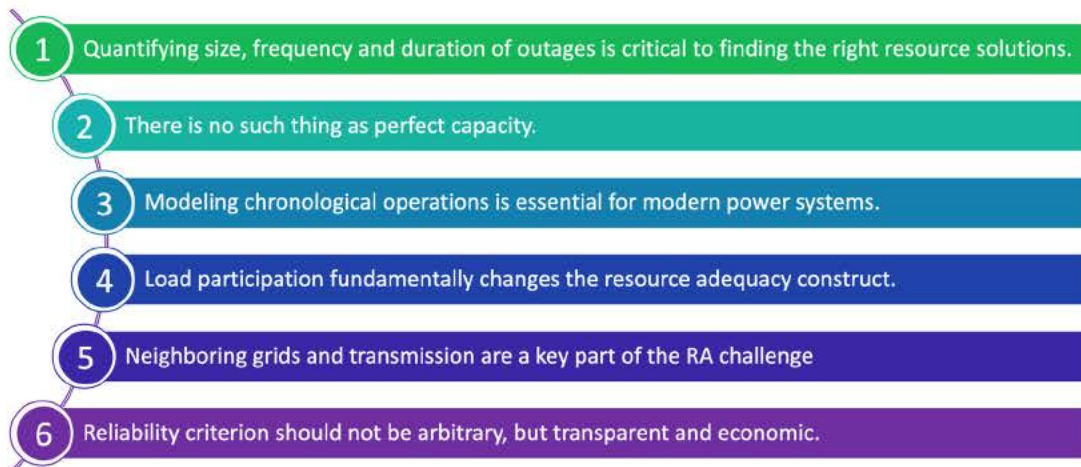 1 Quantifying size, frequency and duration of outages is critical to finding the right resource solutions.
2 There is no such thing as perfect capacity.
3 Modeling chronological operations is essential for modern power systems.
4 Load participation fundamentally changes the resource adequacy construct.
5 Neighboring grids and transmission are a key part of the RA challenge
6 Reliability criterion should not be arbitrary, but transparent and economic.